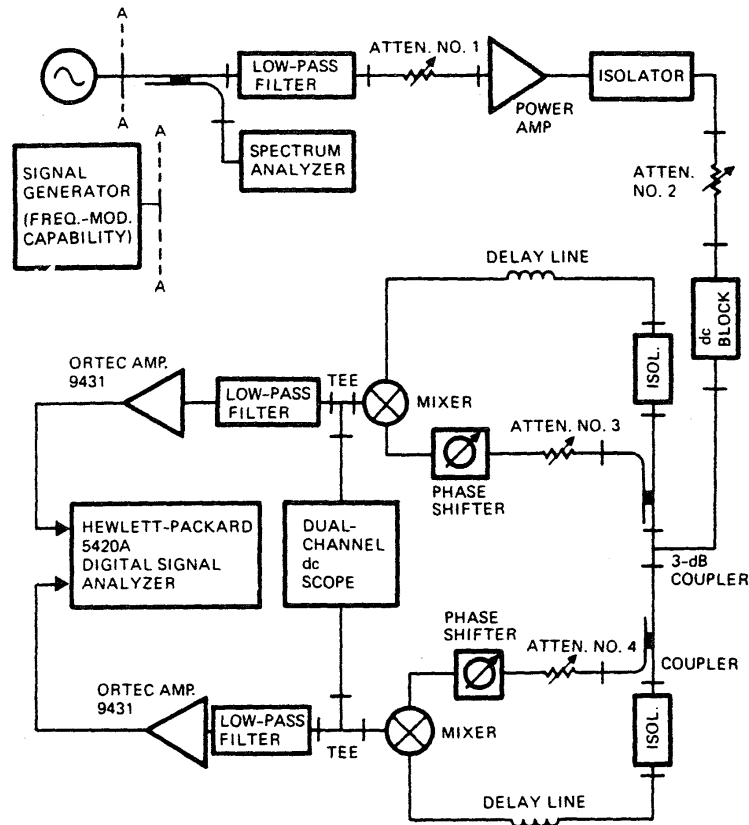 A
A
A
A
LOW-PASS
FILTER
ATTEN. NO. 1
POWER
AMP
ISOLATOR
SPECTRUM
ANALYZER
SIGNAL
GENERATOR
(FREQ.-MOD.
CAPABILITY)
ATTEN.
NO. 2
DELAY LINE
dc
BLOCK
ISOL.
ORTEC AMP.
9431
LOW-PASS
FILTER
TEE
MIXER
ATTEN. NO. 3
PHASE
SHIFTER
HEWLETT-PACKARD
5420A
DIGITAL SIGNAL
ANALYZER
DUAL-
CHANNEL
dc
SCOPE
3-dB
COUPLER
PHASE
SHIFTER
ATTEN. NO. 4
COUPLER
ORTEC AMP.
9431
LOW-PASS
FILTER
TEE
MIXER
ISOL.
DELAY LINE